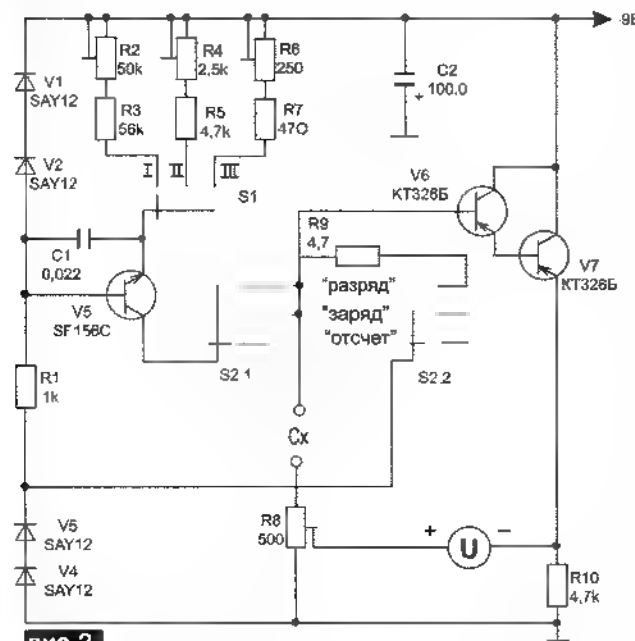 -9В
R2
50k
R4
2,5k
R6
250
C2
100.0
+
V1
SAY12
R3
56k
R5
4,7k
R7
47О
V2
SAY12
I
II
III
S1
V6
КТ326Б
R9
4,7
C1
0,022
V7
КТ326Б
"разряд"
"заряд"
"отсчет"
V5
SF156C
S2.1
S2.2
R1
1k
Cx
V5
SAY12
R8
500
+
U
−
V4
SAY12
R10
4,7k
рис.2